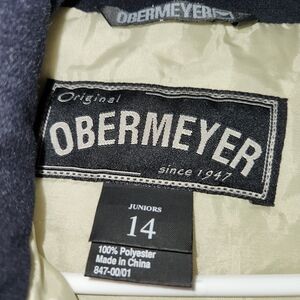 OBERMEYER
Original
OBERMEYER
since 1947
JUNIORS
14
100% Polyester
Made in China
847-00/01